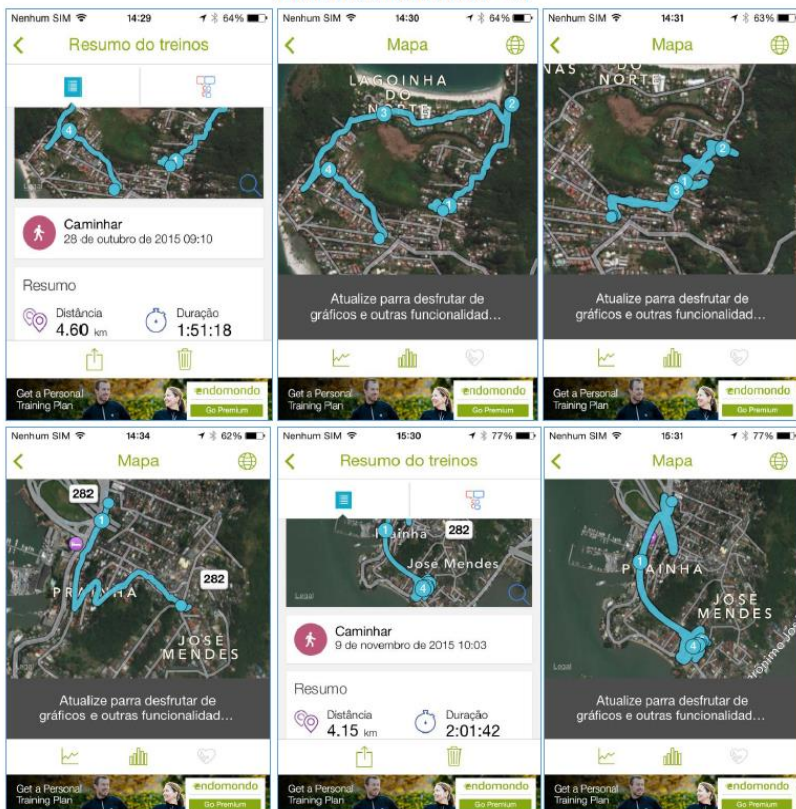 Nenhum SIM 14:29 64%
Resumo do treinos
4
1
Legal
Caminhar
28 de outubro de 2015 09:10
Resumo
Distância
4.60 km
Duração
1:51:18
Get a Personal
Training Plan
endomondo
Go Premium
Nenhum SIM 14:30 64%
Mapa
LAGOINHA
DO
NORTE
2
3
4
1
Legal
Atualize parra desfrutar de
gráficos e outras funcionalidad...
Get a Personal
Training Plan
endomondo
Go Premium
Nenhum SIM 14:31 63%
Mapa
NAS
DO
NORTE
2
1
3
Legal
Atualize parra desfrutar de
gráficos e outras funcionalidad...
Get a Personal
Training Plan
endomondo
Go Premium
Nenhum SIM 14:34 62%
Mapa
282
1
282
PRAINHA
JOSE
MENDES
Legal
Atualize parra desfrutar de
gráficos e outras funcionalidad...
Get a Personal
Training Plan
endomondo
Go Premium
Nenhum SIM 15:30 77%
Resumo do treinos
1
282
Prainha
Jose Mendes
4
Legal
Caminhar
9 de novembro de 2015 10:03
Resumo
Distância
4.15 km
Duração
2:01:42
Get a Personal
Training Plan
endomondo
Go Premium
Nenhum SIM 15:31 77%
Mapa
1
PRAINHA
JOSE
MENDES
4
Legal
Atualize parra desfrutar de
gráficos e outras funcionalidad...
Get a Personal
Training Plan
endomondo
Go Premium